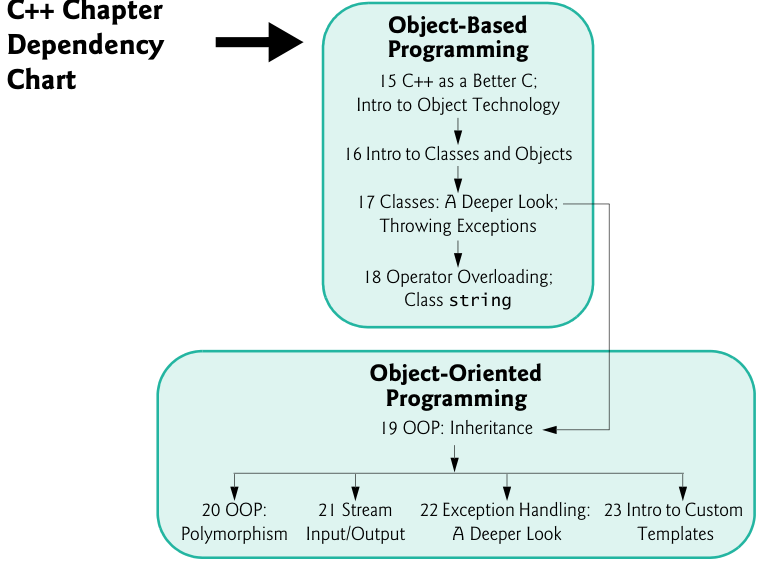 C++ Chapter
Dependency
Chart
Object-Based
Programming
15 C++ as a Better C;
Intro to Object Technology
16 Intro to Classes and Objects
17 Classes: A Deeper Look;
Throwing Exceptions
18 Operator Overloading;
Class string
Object-Oriented
Programming
19 OOP: Inheritance
20 OOP:
Polymorphism
21 Stream
Input/Output
22 Exception Handling:
A Deeper Look
23 Intro to Custom
Templates